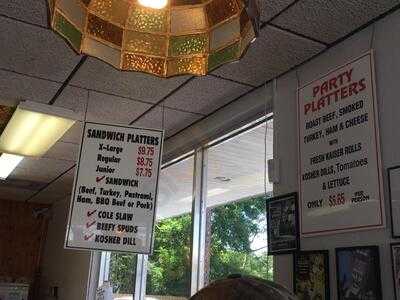 SANDWICH PLATTERS
X-Large $9.75
Regular $8.75
Junior $7.75
SANDWICH
(Beef, Turkey, Pastrami,
Ham, BBQ Beef or Pork)
COLE SLAW
BEEFY SPUDS
KOSHER DILL
PARTY
PLATTERS
ROAST BEEF, SMOKED
TURKEY, HAM & CHEESE
WITH
FRESH KAISER ROLLS
KOSHER DILLS, Tomatoes
& LETTUCE
ONLY $5.65 PER PERSON